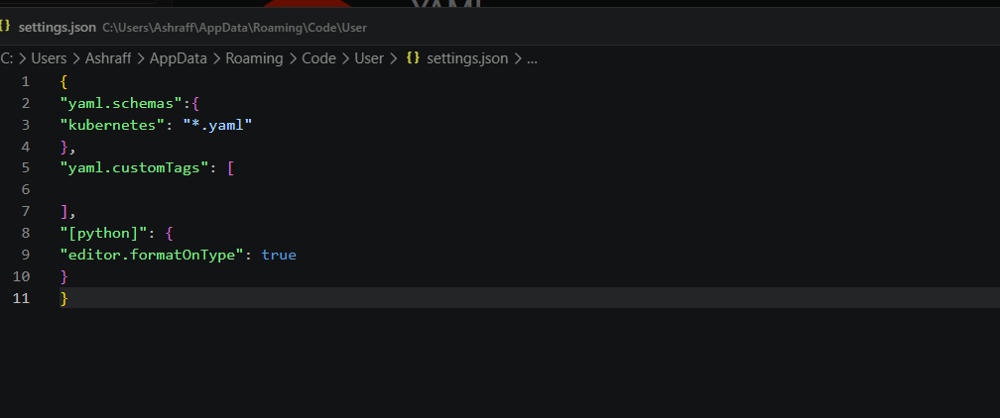 settings.json C:\Users\Ashraff\AppData\Roaming\Code\User
C: > Users > Ashraff > AppData > Roaming > Code > User > {} settings.json > ...
1 {
2 "yaml.schemas":{
3 "kubernetes": "*.yaml"
4 },
5 "yaml.customTags": [
6
7 ],
8 "[python]": {
9 "editor.formatOnType": true
10 }
11 }